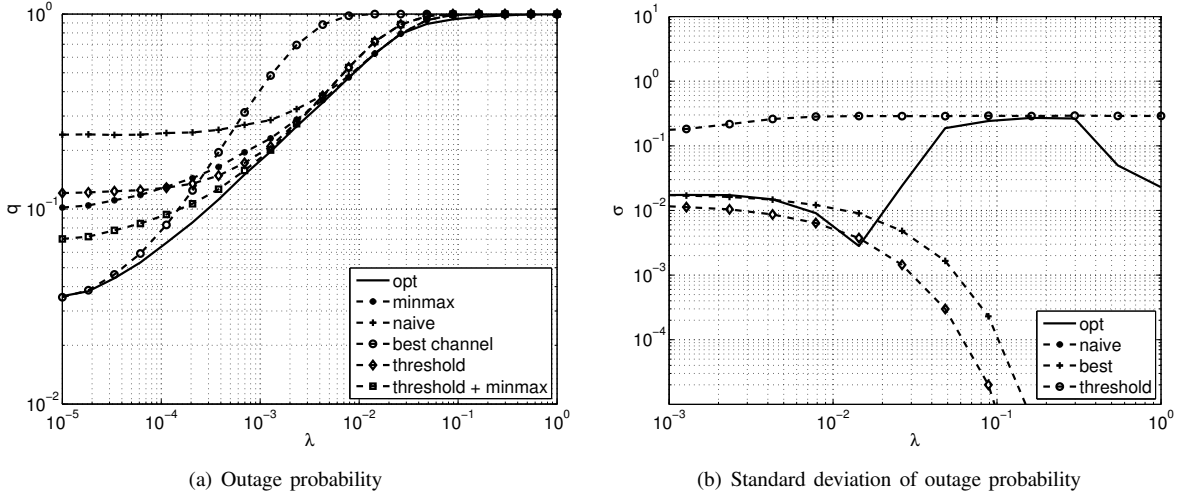 10^0
10^-1
10^-2
q
10^-5 10^-4 10^-3 10^-2 10^-1 10^0
λ
opt
minmax
naive
best channel
threshold
threshold + minmax
(a) Outage probability
10^1
10^0
10^-1
10^-2
10^-3
10^-4
σ
10^-3 10^-2 10^-1 10^0
λ
opt
naive
best
threshold
(b) Standard deviation of outage probability